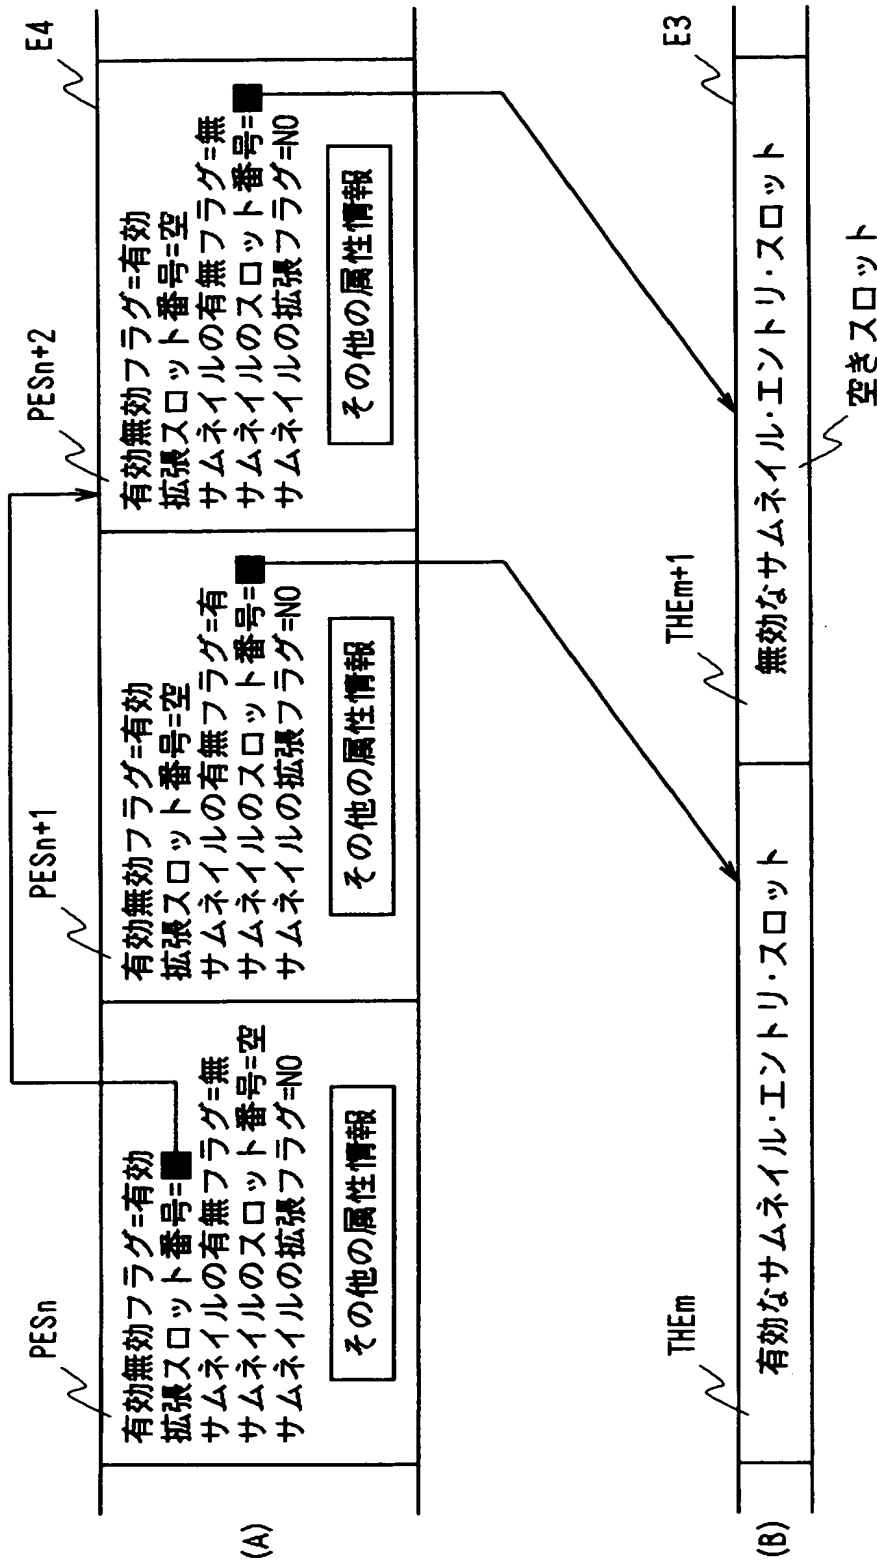 (A)
PESn
有効無効フラグ=有効
拡張スロット番号=■
サムネイルの有無フラグ=無
サムネイルのスロット番号=空
サムネイルの拡張フラグ=NO
その他の属性情報
PESn+1
有効無効フラグ=有効
拡張スロット番号=空
サムネイルの有無フラグ=有
サムネイルのスロット番号=■
サムネイルの拡張フラグ=NO
その他の属性情報
PESn+2
有効無効フラグ=有効
拡張スロット番号=空
サムネイルの有無フラグ=無
サムネイルのスロット番号=■
サムネイルの拡張フラグ=NO
その他の属性情報
E4
(B)
THEm
有効なサムネイル・エントリ・スロット
THEm+1
無効なサムネイル・エントリ・スロット
E3
空きスロット